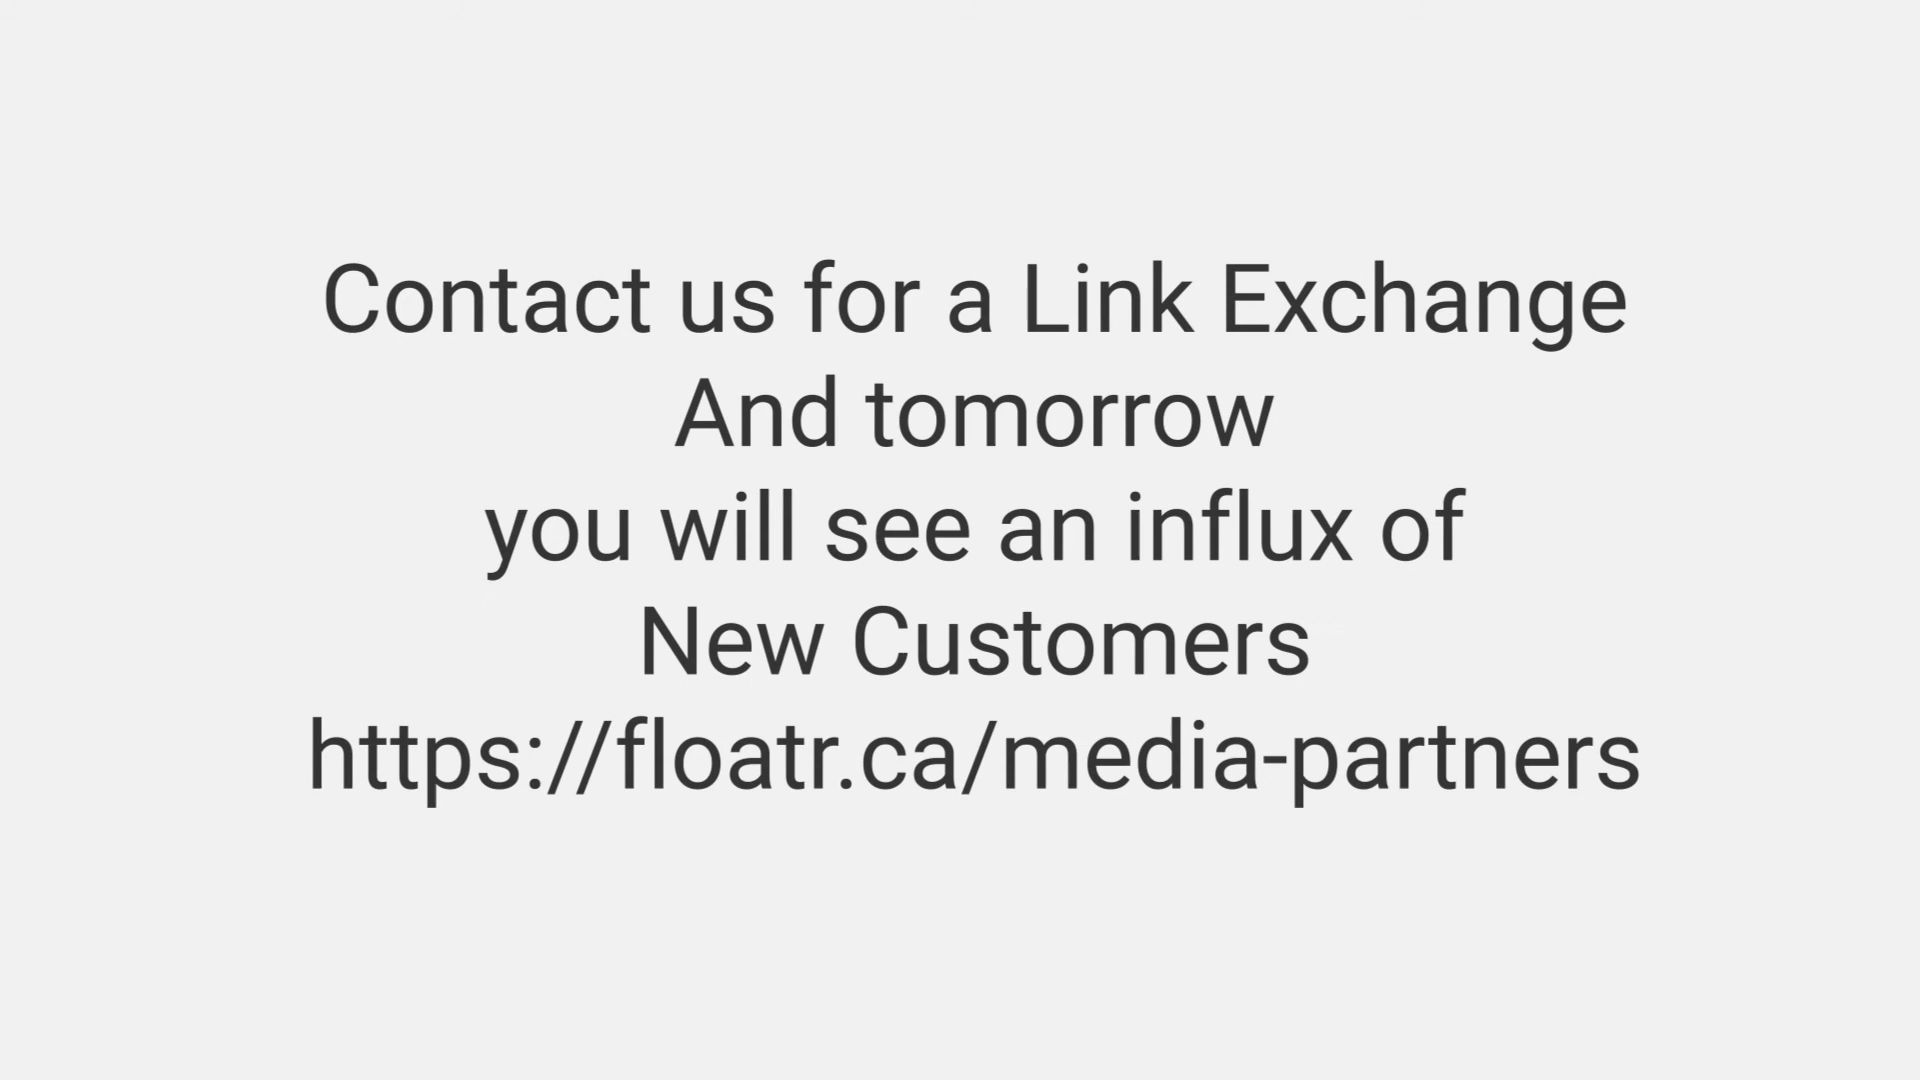 Contact us for a Link Exchange
And tomorrow
you will see an influx of
New Customers
https://floatr.ca/media-partners